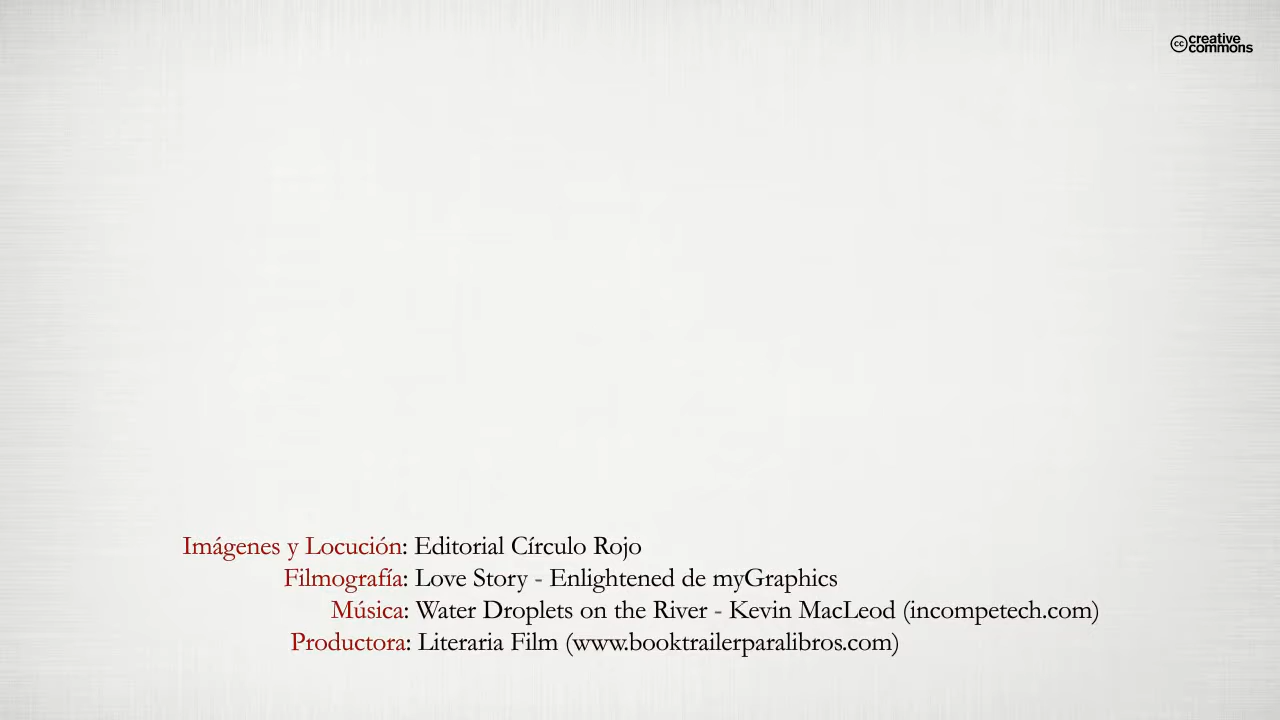 cc creative
commons
Imágenes y Locución: Editorial Círculo Rojo
Filmografía: Love Story - Enlightened de myGraphics
Música: Water Droplets on the River - Kevin MacLeod (incompetech.com)
Productora: Literaria Film (www.booktrailerparalibros.com)